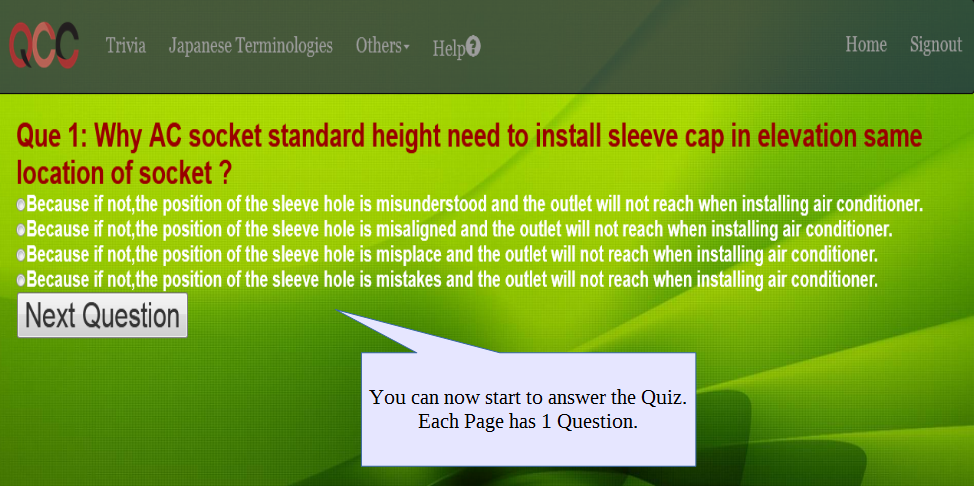 QCC Trivia Japanese Terminologies Others Help? Home Signout
Que 1: Why AC socket standard height need to install sleeve cap in elevation same
location of socket ?
Because if not,the position of the sleeve hole is misunderstood and the outlet will not reach when installing air conditioner.
Because if not,the position of the sleeve hole is misaligned and the outlet will not reach when installing air conditioner.
Because if not,the position of the sleeve hole is misplace and the outlet will not reach when installing air conditioner.
Because if not,the position of the sleeve hole is mistakes and the outlet will not reach when installing air conditioner.
Next Question
You can now start to answer the Quiz.
Each Page has 1 Question.